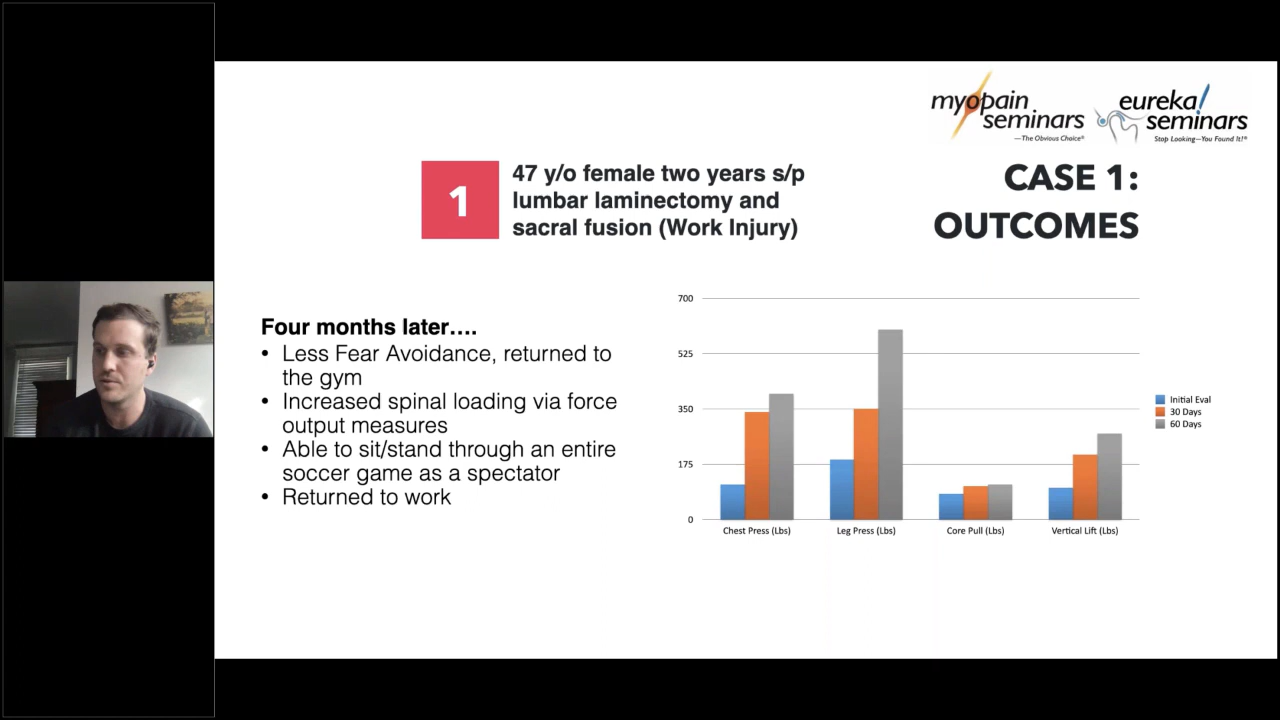 myopain
seminars
—The Obvious Choice®
eureka!
seminars
Stop Looking—You Found It!®
1
47 y/o female two years s/p
lumbar laminectomy and
sacral fusion (Work Injury)
CASE 1:
OUTCOMES
Four months later....
• Less Fear Avoidance, returned to
the gym
• Increased spinal loading via force
output measures
• Able to sit/stand through an entire
soccer game as a spectator
• Returned to work
700
525
350
175
0
Chest Press (Lbs)
Leg Press (Lbs)
Core Pull (Lbs)
Vertical Lift (Lbs)
Initial Eval
30 Days
60 Days